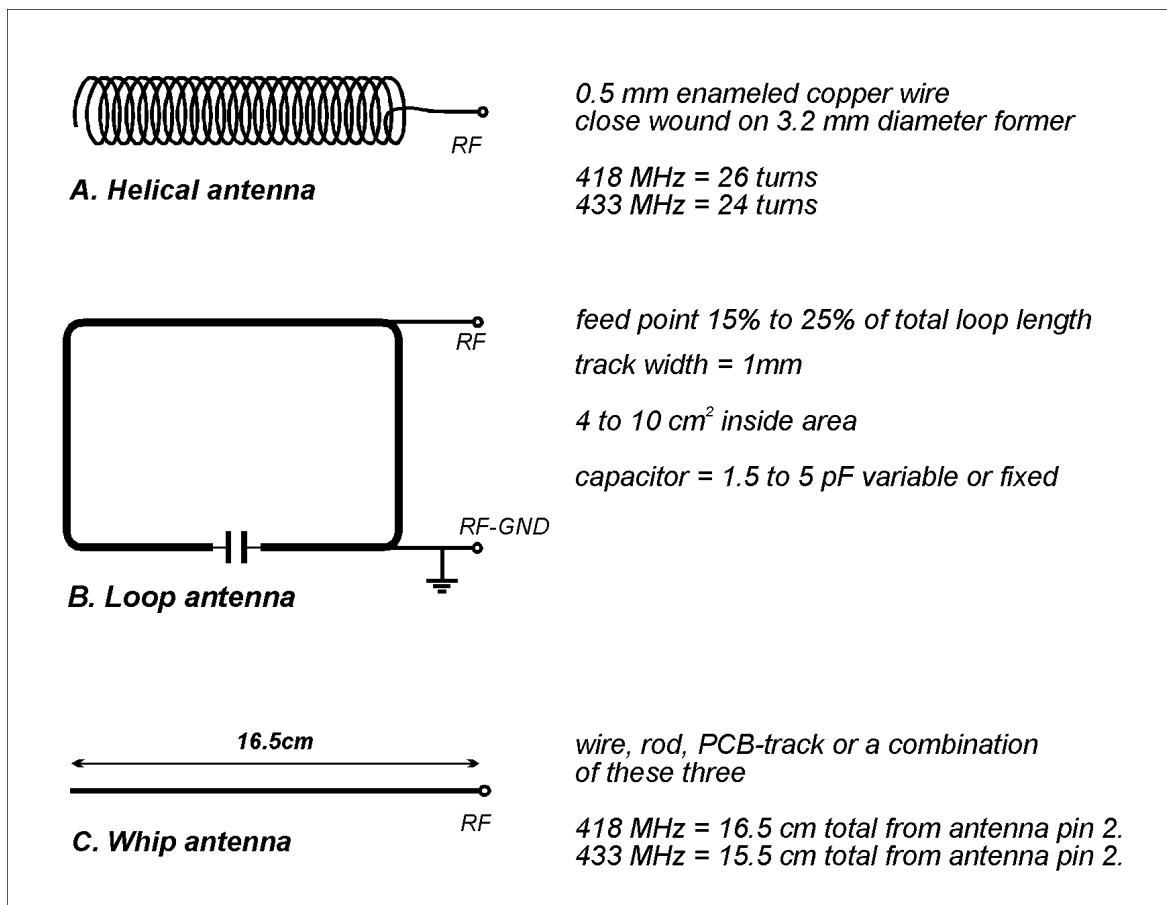 RF
A. Helical antenna
0.5 mm enameled copper wire
close wound on 3.2 mm diameter former
418 MHz = 26 turns
433 MHz = 24 turns
RF
RF-GND
B. Loop antenna
feed point 15% to 25% of total loop length
track width = 1mm
4 to 10 cm² inside area
capacitor = 1.5 to 5 pF variable or fixed
16.5cm
RF
C. Whip antenna
wire, rod, PCB-track or a combination
of these three
418 MHz = 16.5 cm total from antenna pin 2.
433 MHz = 15.5 cm total from antenna pin 2.